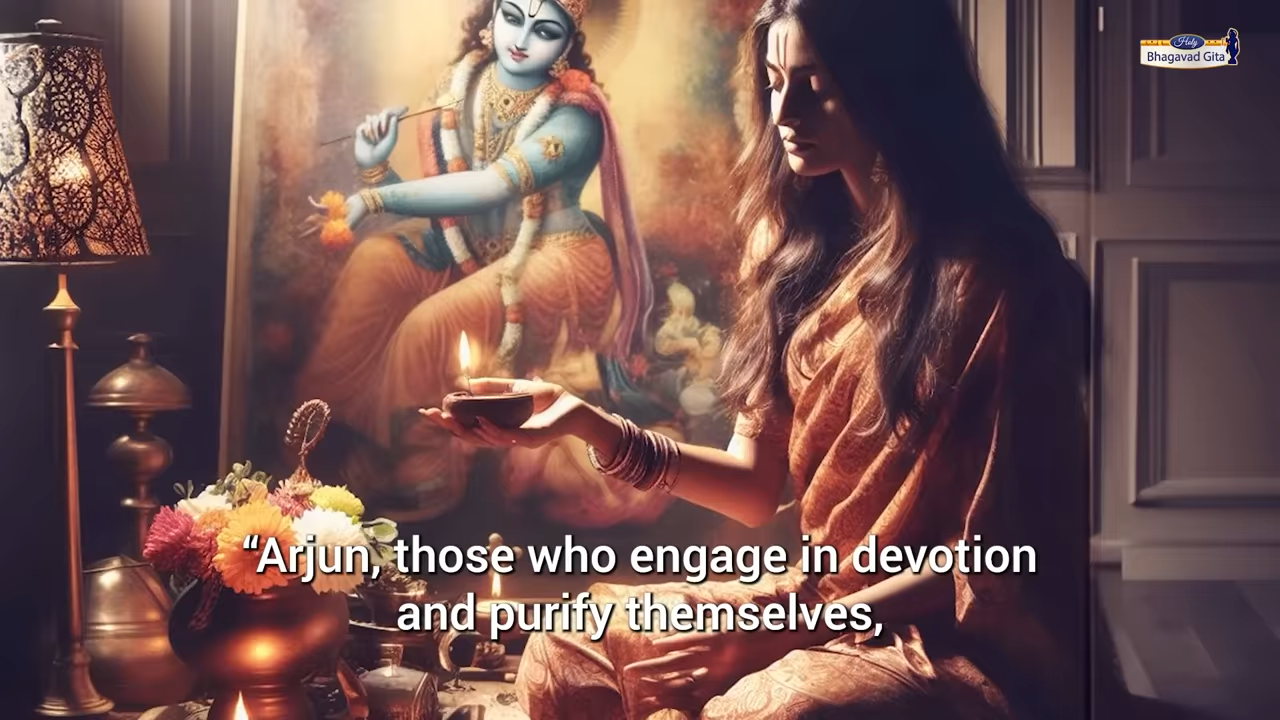 Holy
Bhagavad Gita
“Arjun, those who engage in devotion
and purify themselves,